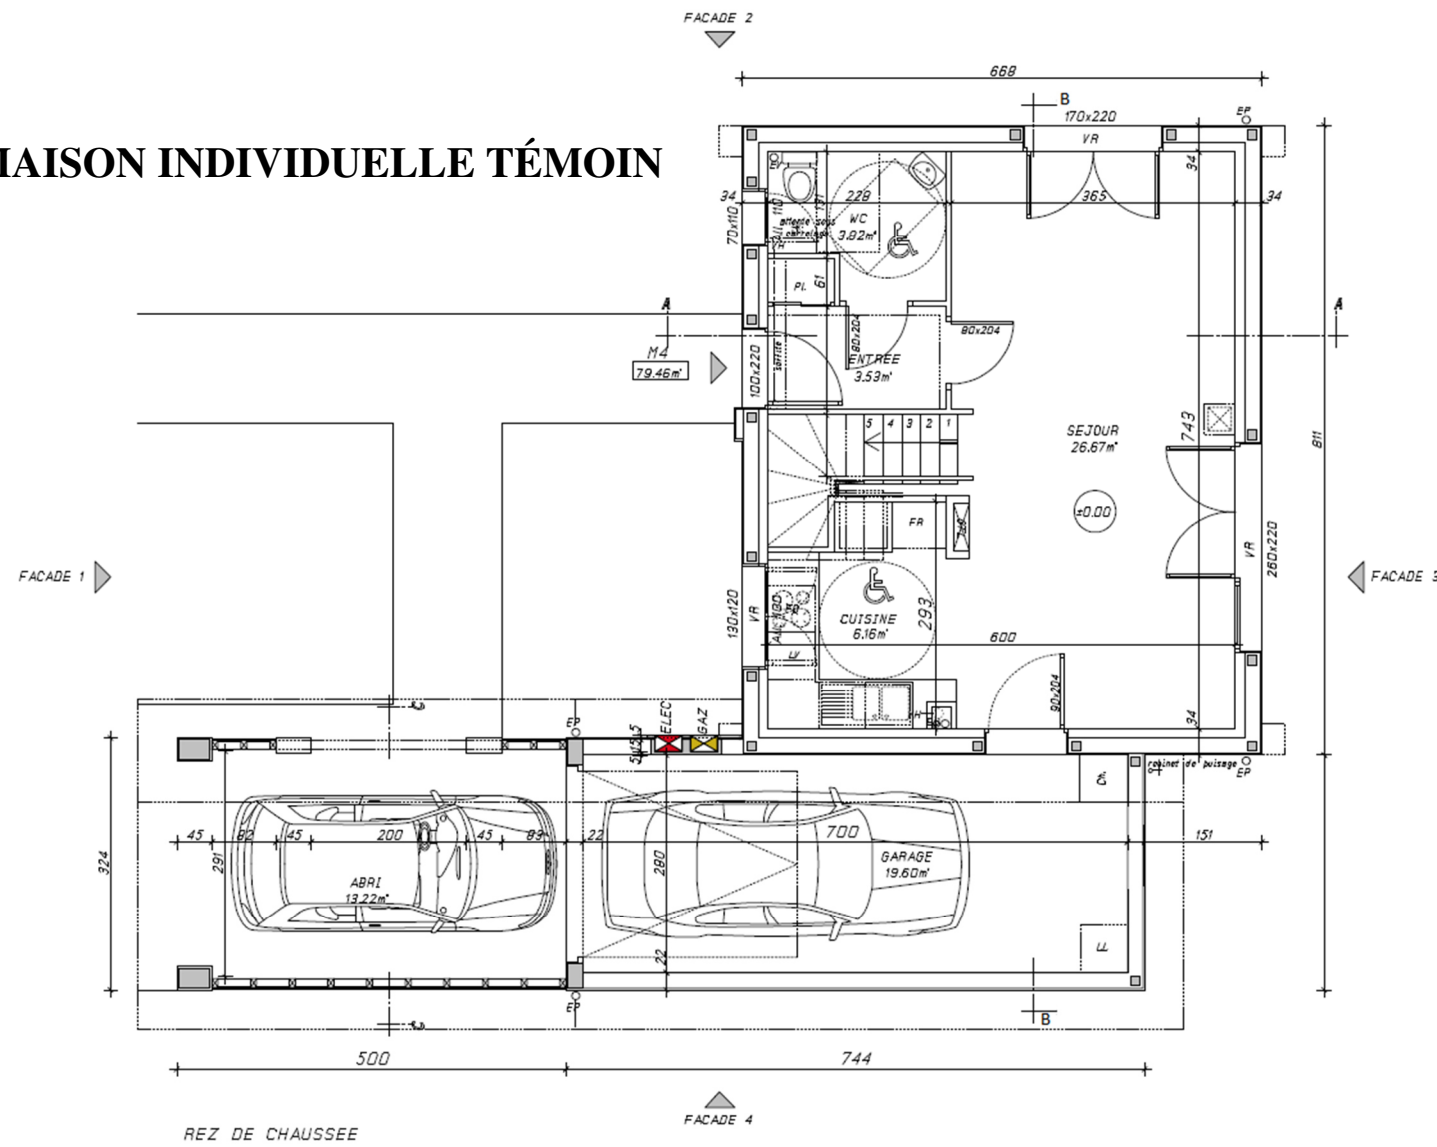 FACADE 2
668
B
170x220
EP
VR
MAISON INDIVIDUELLE TÉMOIN
34
34
228
365
34
131
110
70x110
WC
3.02m²
attente sous
carrelage
PL
61
A
A
80x204
80x204
M4
79.46m²
100x220
ENTREE
3.53m²
5 4 3 2 1
SEJOUR
26.67m²
743
811
±0.00
FR
VR
260x220
FACADE 1
FACADE 3
130x120
VR
CUISINE
6.16m²
293
600
LV
90x204
34
C
EP
ELEC
GAZ
5 15 5
robinet de puisage
EP
Ch.
45 82 45 200 45 83 22
700
151
324
291
280
ABRI
13.22m²
GARAGE
19.60m²
LL
22
EP
C
B
500
744
FACADE 4
REZ DE CHAUSSEE